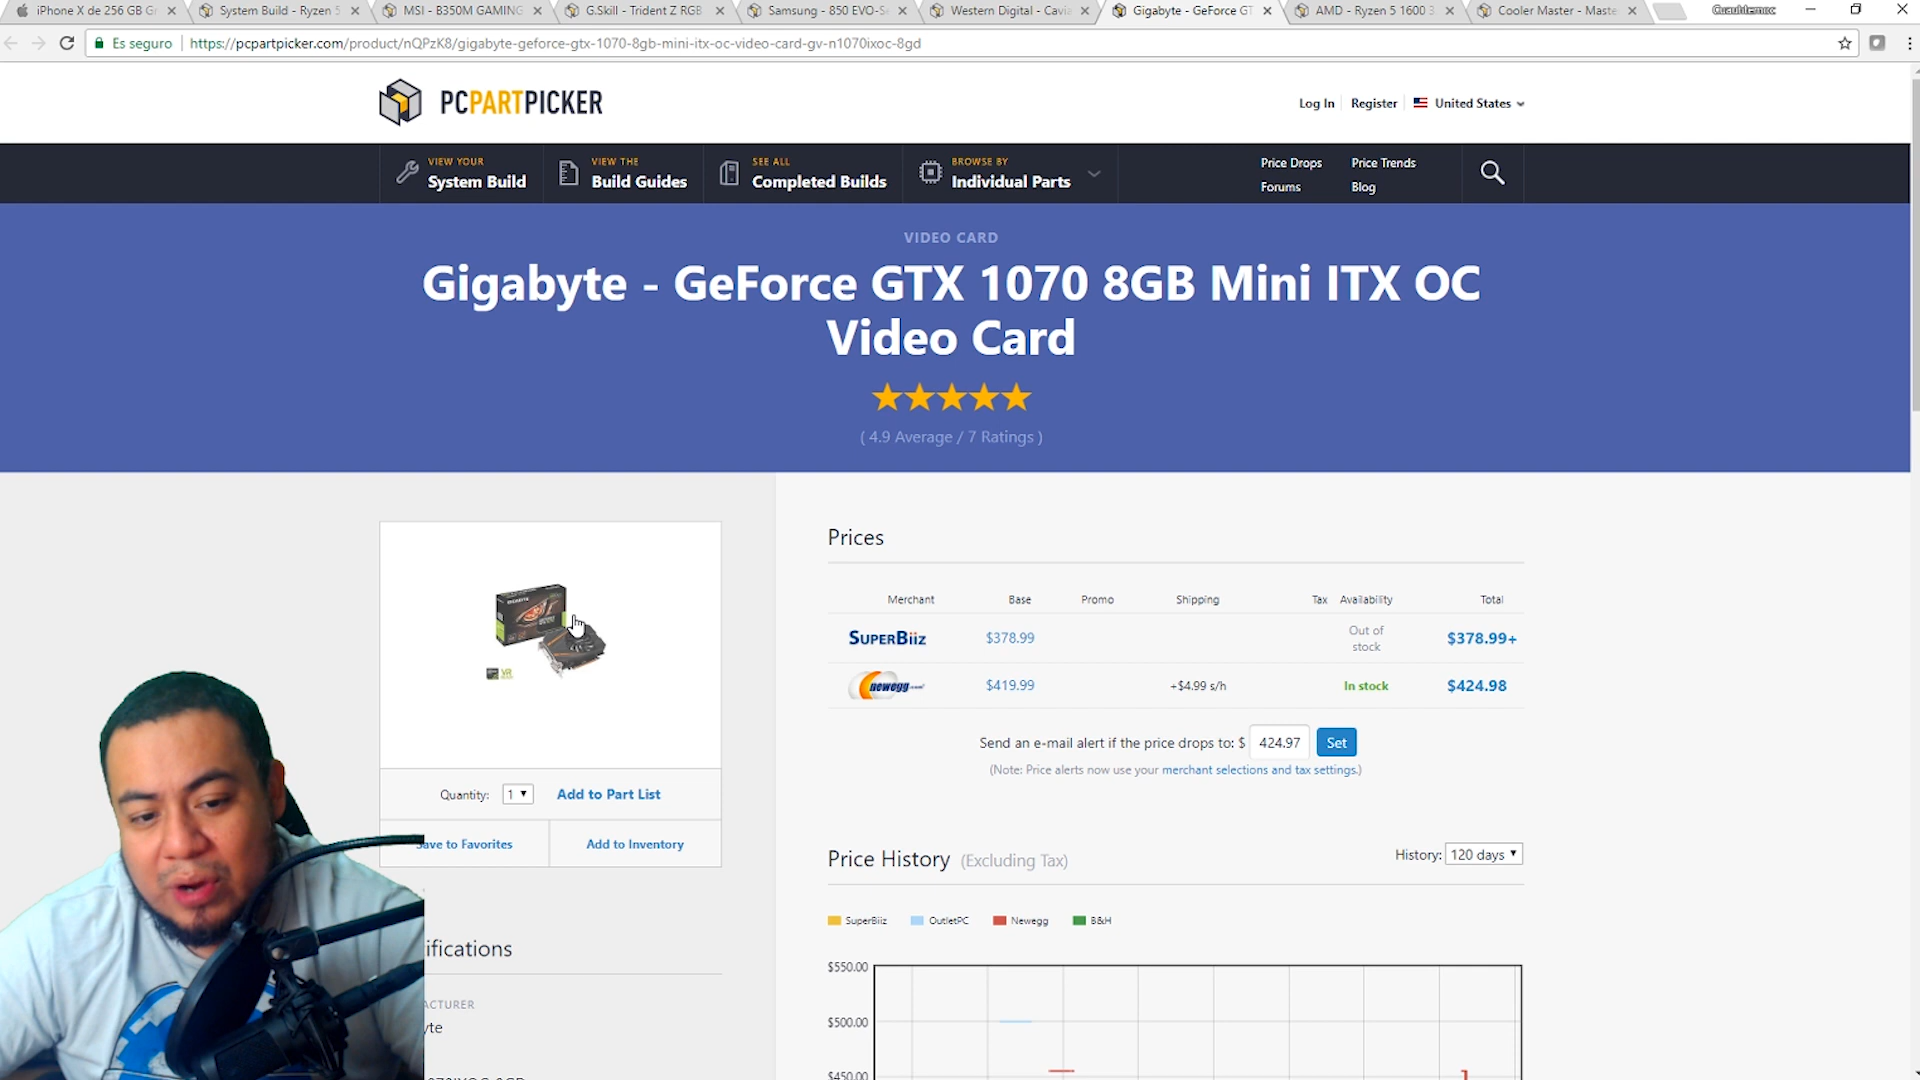 iPhone X de 256 GB Gr
System Build - Ryzen 5
MSI - B350M GAMING
G.Skill - Trident Z RGB
Samsung - 850 EVO-Se
Western Digital - Cavia
Gigabyte - GeForce GT
AMD - Ryzen 5 1600 3
Cooler Master - Maste
Cuauhtemoc
Es seguro
https://pcpartpicker.com/product/nQPzK8/gigabyte-geforce-gtx-1070-8gb-mini-itx-oc-video-card-gv-n1070ixoc-8gd
PCPARTPICKER
Log In Register United States
VIEW YOUR
System Build
VIEW THE
Build Guides
SEE ALL
Completed Builds
BROWSE BY
Individual Parts
Price Drops Price Trends
Forums Blog
VIDEO CARD
Gigabyte - GeForce GTX 1070 8GB Mini ITX OC
Video Card
( 4.9 Average / 7 Ratings )
Quantity: 1 Add to Part List
Save to Favorites Add to Inventory
ifications
ACTURER
yte
Prices
Merchant Base Promo Shipping Tax Availability Total
SUPERBiiz $378.99 Out of stock $378.99+
newegg.com $419.99 +$4.99 s/h In stock $424.98
Send an e-mail alert if the price drops to: $ 424.97 Set
(Note: Price alerts now use your merchant selections and tax settings.)
Price History (Excluding Tax)
History: 120 days
SuperBiiz OutletPC Newegg B&H
$550.00
$500.00
$450.00